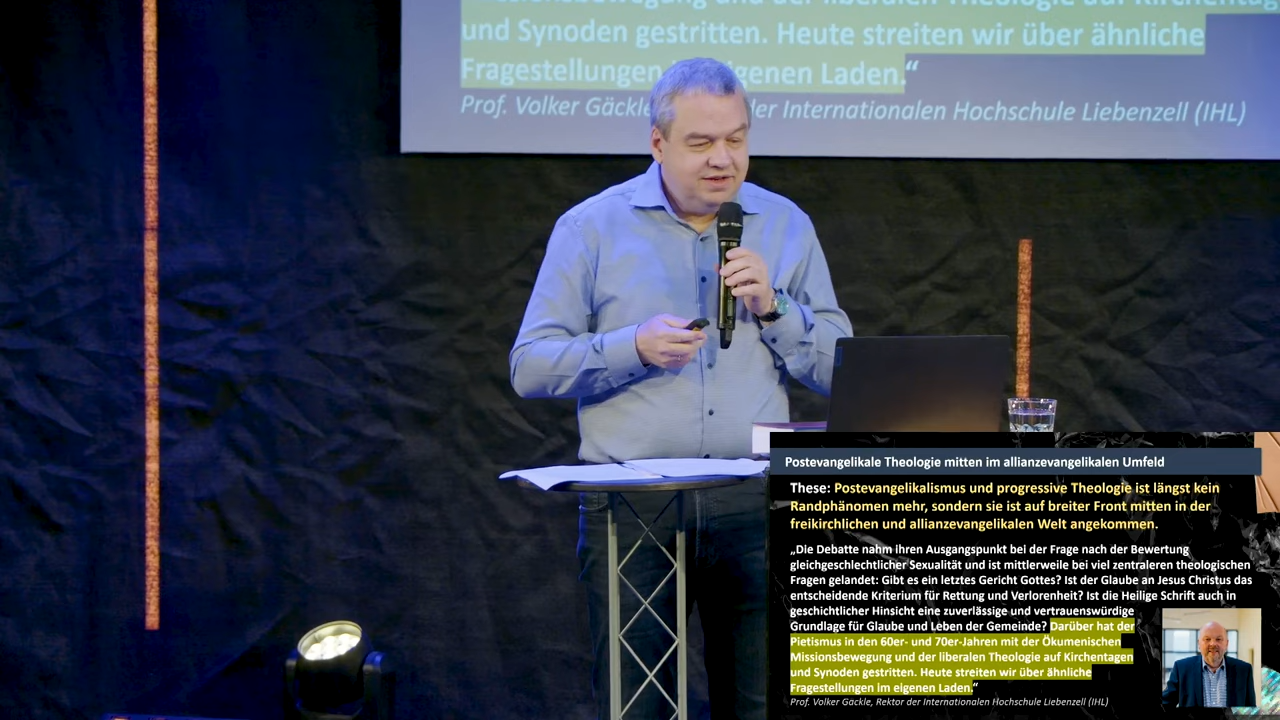 und Synoden gestritten. Heute streiten wir über ähnliche
Fragestellungen eigenen Laden.“
Prof. Volker Gäckle der Internationalen Hochschule Liebenzell (IHL)
Postevangelikale Theologie mitten im allianzevangelikalen Umfeld
These: Postevangelikalismus und progressive Theologie ist längst kein
Randphänomen mehr, sondern sie ist auf breiter Front mitten in der
freikirchlichen und allianzevangelikalen Welt angekommen.
„Die Debatte nahm ihren Ausgangspunkt bei der Frage nach der Bewertung
gleichgeschlechtlicher Sexualität und ist mittlerweile bei viel zentraleren theologischen
Fragen gelandet: Gibt es ein letztes Gericht Gottes? Ist der Glaube an Jesus Christus das
entscheidende Kriterium für Rettung und Verlorenheit? Ist die Heilige Schrift auch in
geschichtlicher Hinsicht eine zuverlässige und vertrauenswürdige
Grundlage für Glaube und Leben der Gemeinde? Darüber hat der
Pietismus in den 60er- und 70er-Jahren mit der Ökumenischen
Missionsbewegung und der liberalen Theologie auf Kirchentagen
und Synoden gestritten. Heute streiten wir über ähnliche
Fragestellungen im eigenen Laden.“
Prof. Volker Gäckle, Rektor der Internationalen Hochschule Liebenzell (IHL)